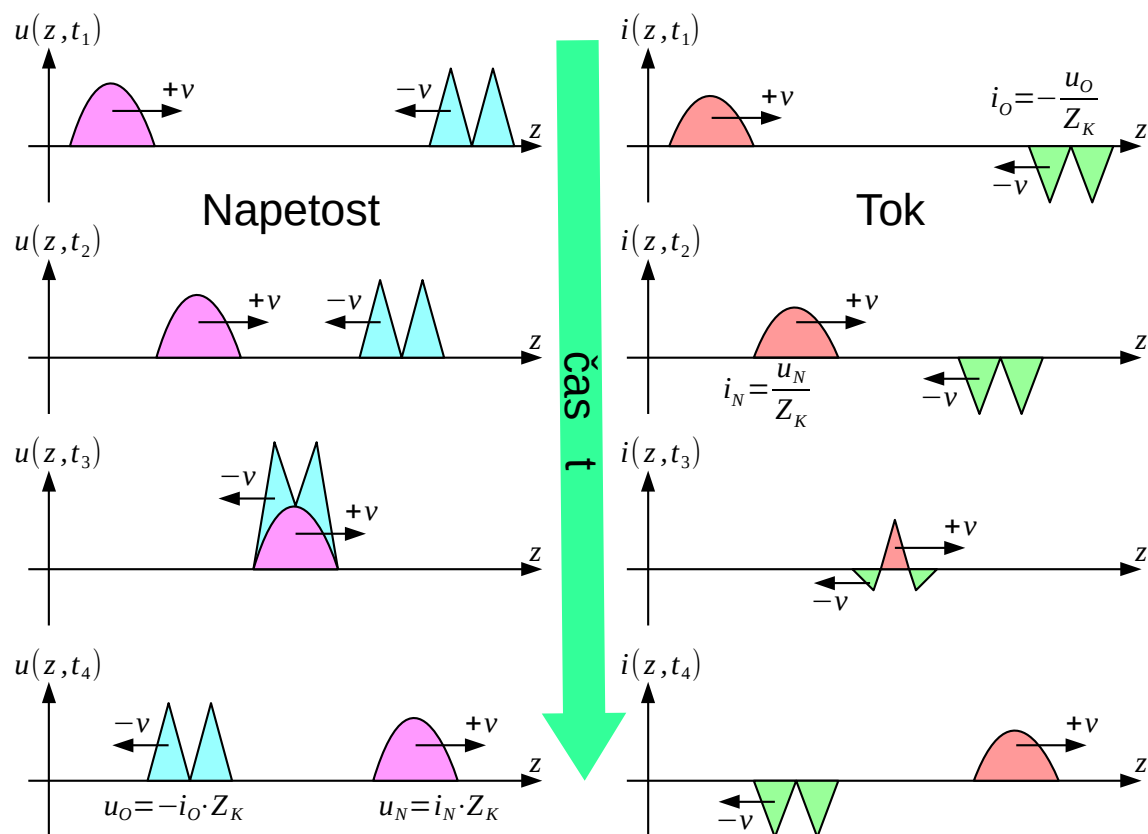 u(z,t₁)
+v
−v
z
i(z,t₁)
+v
i_O=−u_O/Z_K
z
−v
Napetost
Tok
u(z,t₂)
+v
−v
z
i(z,t₂)
+v
z
i_N=u_N/Z_K
−v
čas t
u(z,t₃)
−v
+v
z
i(z,t₃)
+v
z
−v
u(z,t₄)
−v
+v
z
u_O=−i_O·Z_K
u_N=i_N·Z_K
i(z,t₄)
+v
z
−v